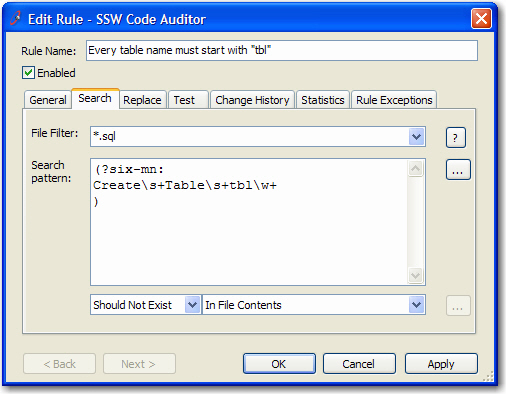 Edit Rule - SSW Code Auditor
Rule Name: Every table name must start with "tbl"
Enabled
General Search Replace Test Change History Statistics Rule Exceptions
File Filter: *.sql ?
Search pattern: (?six-mn:
Create\s+Table\s+tbl\w+
)
...
Should Not Exist In File Contents ...
< Back Next > OK Cancel Apply